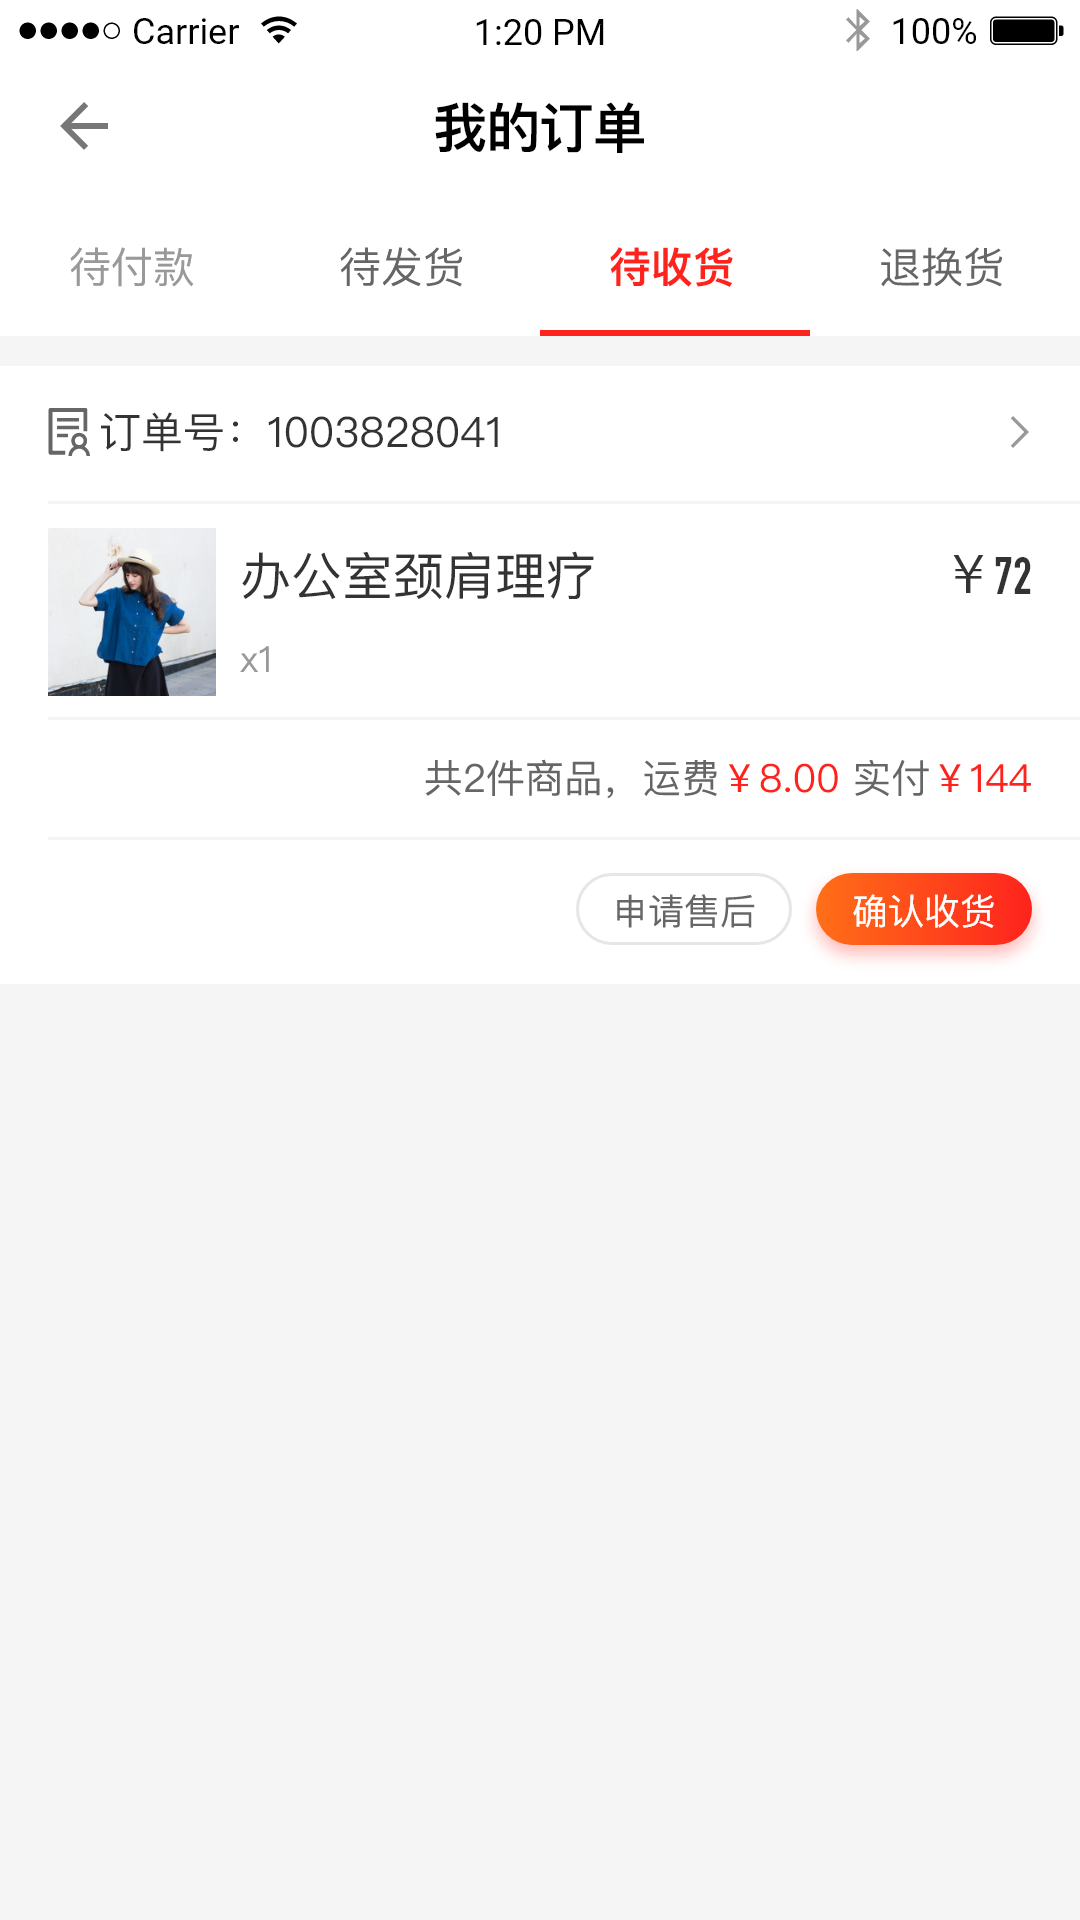 Carrier 1:20 PM 100%
我的订单
待付款 待发货 待收货 退换货
订单号：1003828041
办公室颈肩理疗 ￥72
x1
共2件商品，运费￥8.00 实付￥144
申请售后 确认收货